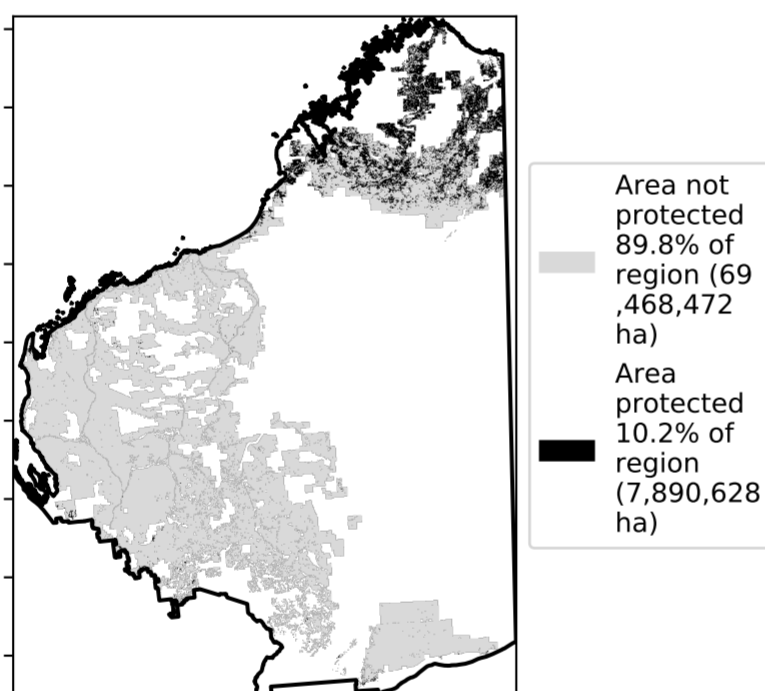 Area not
protected
89.8% of
region (69
,468,472
ha)
Area
protected
10.2% of
region
(7,890,628
ha)